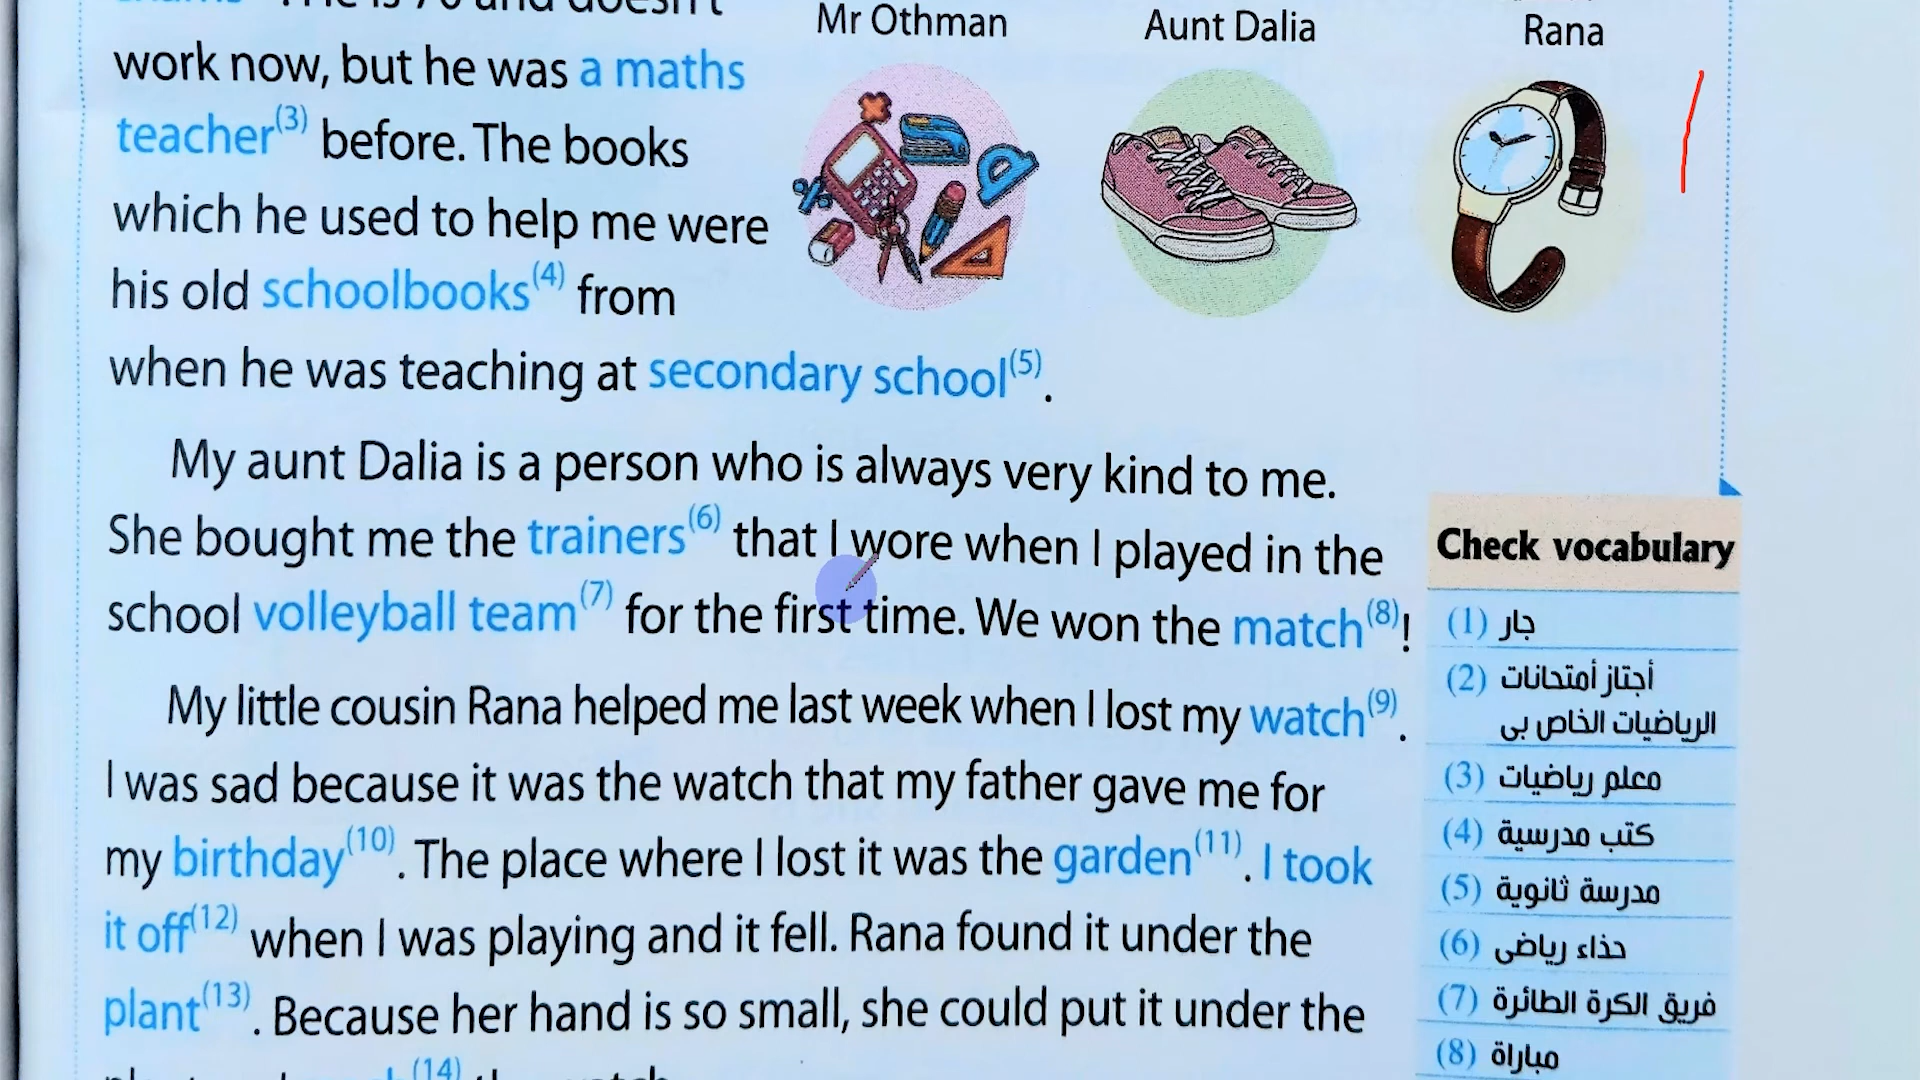 Mr Othman
Aunt Dalia
Rana
work now, but he was a maths
teacher(3) before. The books
which he used to help me were
his old schoolbooks(4) from
when he was teaching at secondary school(5).
My aunt Dalia is a person who is always very kind to me.
She bought me the trainers(6) that I wore when I played in the
school volleyball team(7) for the first time. We won the match(8)!
My little cousin Rana helped me last week when I lost my watch(9).
I was sad because it was the watch that my father gave me for
my birthday(10). The place where I lost it was the garden(11). I took
it off(12) when I was playing and it fell. Rana found it under the
plant(13). Because her hand is so small, she could put it under the
Check vocabulary
(1) جار
(2) أجتاز أمتحانات
الرياضيات الخاص بى
(3) معلم رياضيات
(4) كتب مدرسية
(5) مدرسة ثانوية
(6) حذاء رياضى
(7) فريق الكرة الطائرة
(8) مباراة